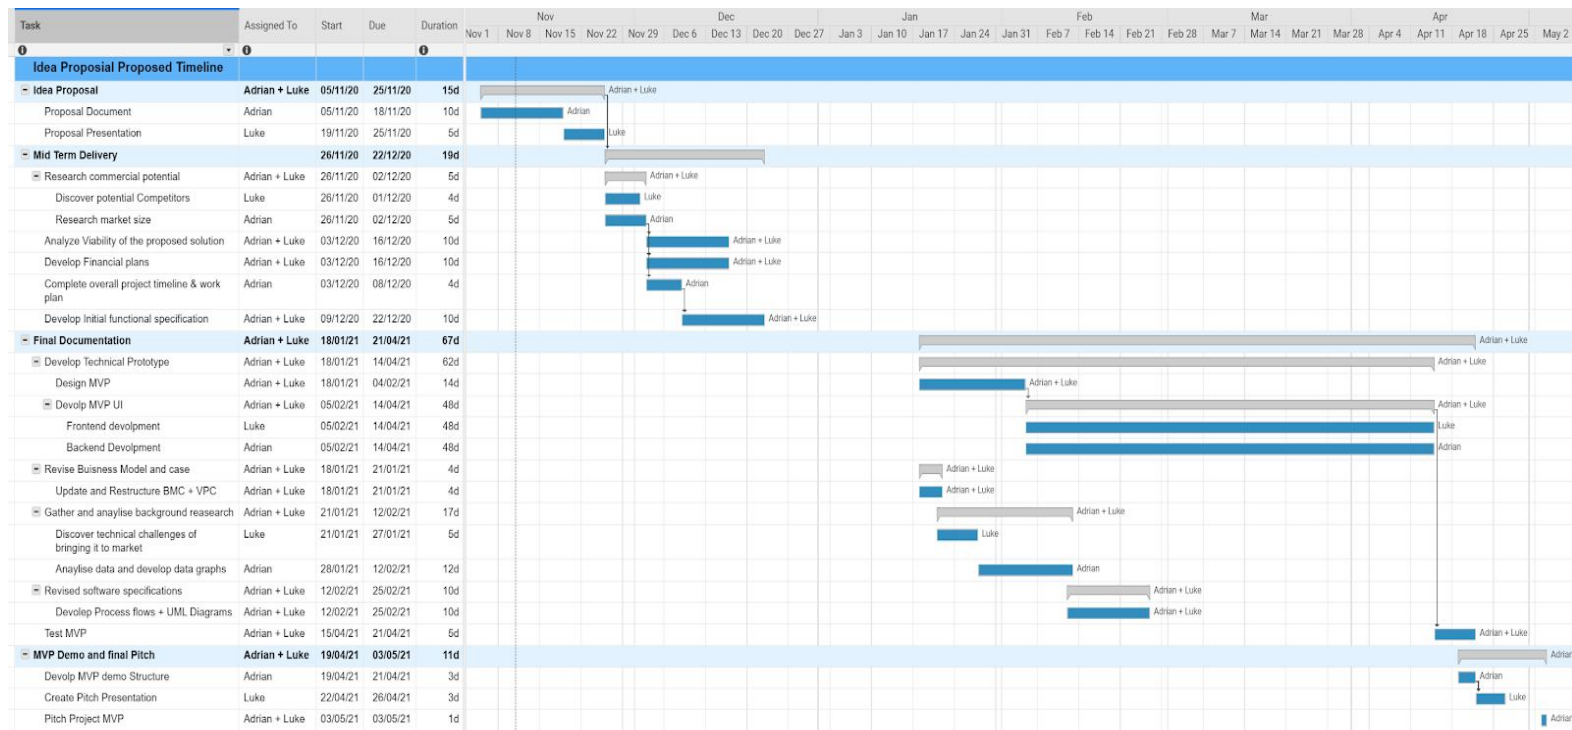 Nov Dec Jan Feb Mar Apr
Task Assigned To Start Due Duration
Nov 1 Nov 8 Nov 15 Nov 22 Nov 29 Dec 6 Dec 13 Dec 20 Dec 27 Jan 3 Jan 10 Jan 17 Jan 24 Jan 31 Feb 7 Feb 14 Feb 21 Feb 28 Mar 7 Mar 14 Mar 21 Mar 28 Apr 4 Apr 11 Apr 18 Apr 25 May 2
Idea Proposial Proposed Timeline
Idea Proposal Adrian + Luke 05/11/20 25/11/20 15d Adrian + Luke
Proposal Document Adrian 05/11/20 18/11/20 10d Adrian
Proposal Presentation Luke 19/11/20 25/11/20 5d Luke
Mid Term Delivery 26/11/20 22/12/20 19d
Research commercial potential Adrian + Luke 26/11/20 02/12/20 5d Adrian + Luke
Discover potential Competitors Luke 26/11/20 01/12/20 4d Luke
Research market size Adrian 26/11/20 02/12/20 5d Adrian
Analyze Viability of the proposed solution Adrian + Luke 03/12/20 16/12/20 10d Adrian + Luke
Develop Financial plans Adrian + Luke 03/12/20 16/12/20 10d Adrian + Luke
Complete overall project timeline & work Adrian 03/12/20 08/12/20 4d Adrian
plan
Develop Initial functional specification Adrian + Luke 09/12/20 22/12/20 10d Adrian + Luke
Final Documentation Adrian + Luke 18/01/21 21/04/21 67d Adrian + Luke
Develop Technical Prototype Adrian + Luke 18/01/21 14/04/21 62d Adrian + Luke
Design MVP Adrian + Luke 18/01/21 04/02/21 14d Adrian + Luke
Devolp MVP UI Adrian + Luke 05/02/21 14/04/21 48d Adrian + Luke
Frontend devolpment Luke 05/02/21 14/04/21 48d Luke
Backend Devolpment Adrian 05/02/21 14/04/21 48d Adrian
Revise Buisness Model and case Adrian + Luke 18/01/21 21/01/21 4d Adrian + Luke
Update and Restructure BMC + VPC Adrian + Luke 18/01/21 21/01/21 4d Adrian + Luke
Gather and anaylise background reasearch Adrian + Luke 21/01/21 12/02/21 17d Adrian + Luke
Discover technical challenges of Luke 21/01/21 27/01/21 5d Luke
bringing it to market
Anaylise data and develop data graphs Adrian 28/01/21 12/02/21 12d Adrian
Revised software specifications Adrian + Luke 12/02/21 25/02/21 10d Adrian + Luke
Devolep Process flows + UML Diagrams Adrian + Luke 12/02/21 25/02/21 10d Adrian + Luke
Test MVP Adrian + Luke 15/04/21 21/04/21 5d Adrian + Luke
MVP Demo and final Pitch Adrian + Luke 19/04/21 03/05/21 11d Adrian
Devolp MVP demo Structure Adrian 19/04/21 21/04/21 3d Adrian
Create Pitch Presentation Luke 22/04/21 26/04/21 3d Luke
Pitch Project MVP Adrian + Luke 03/05/21 03/05/21 1d Adrian